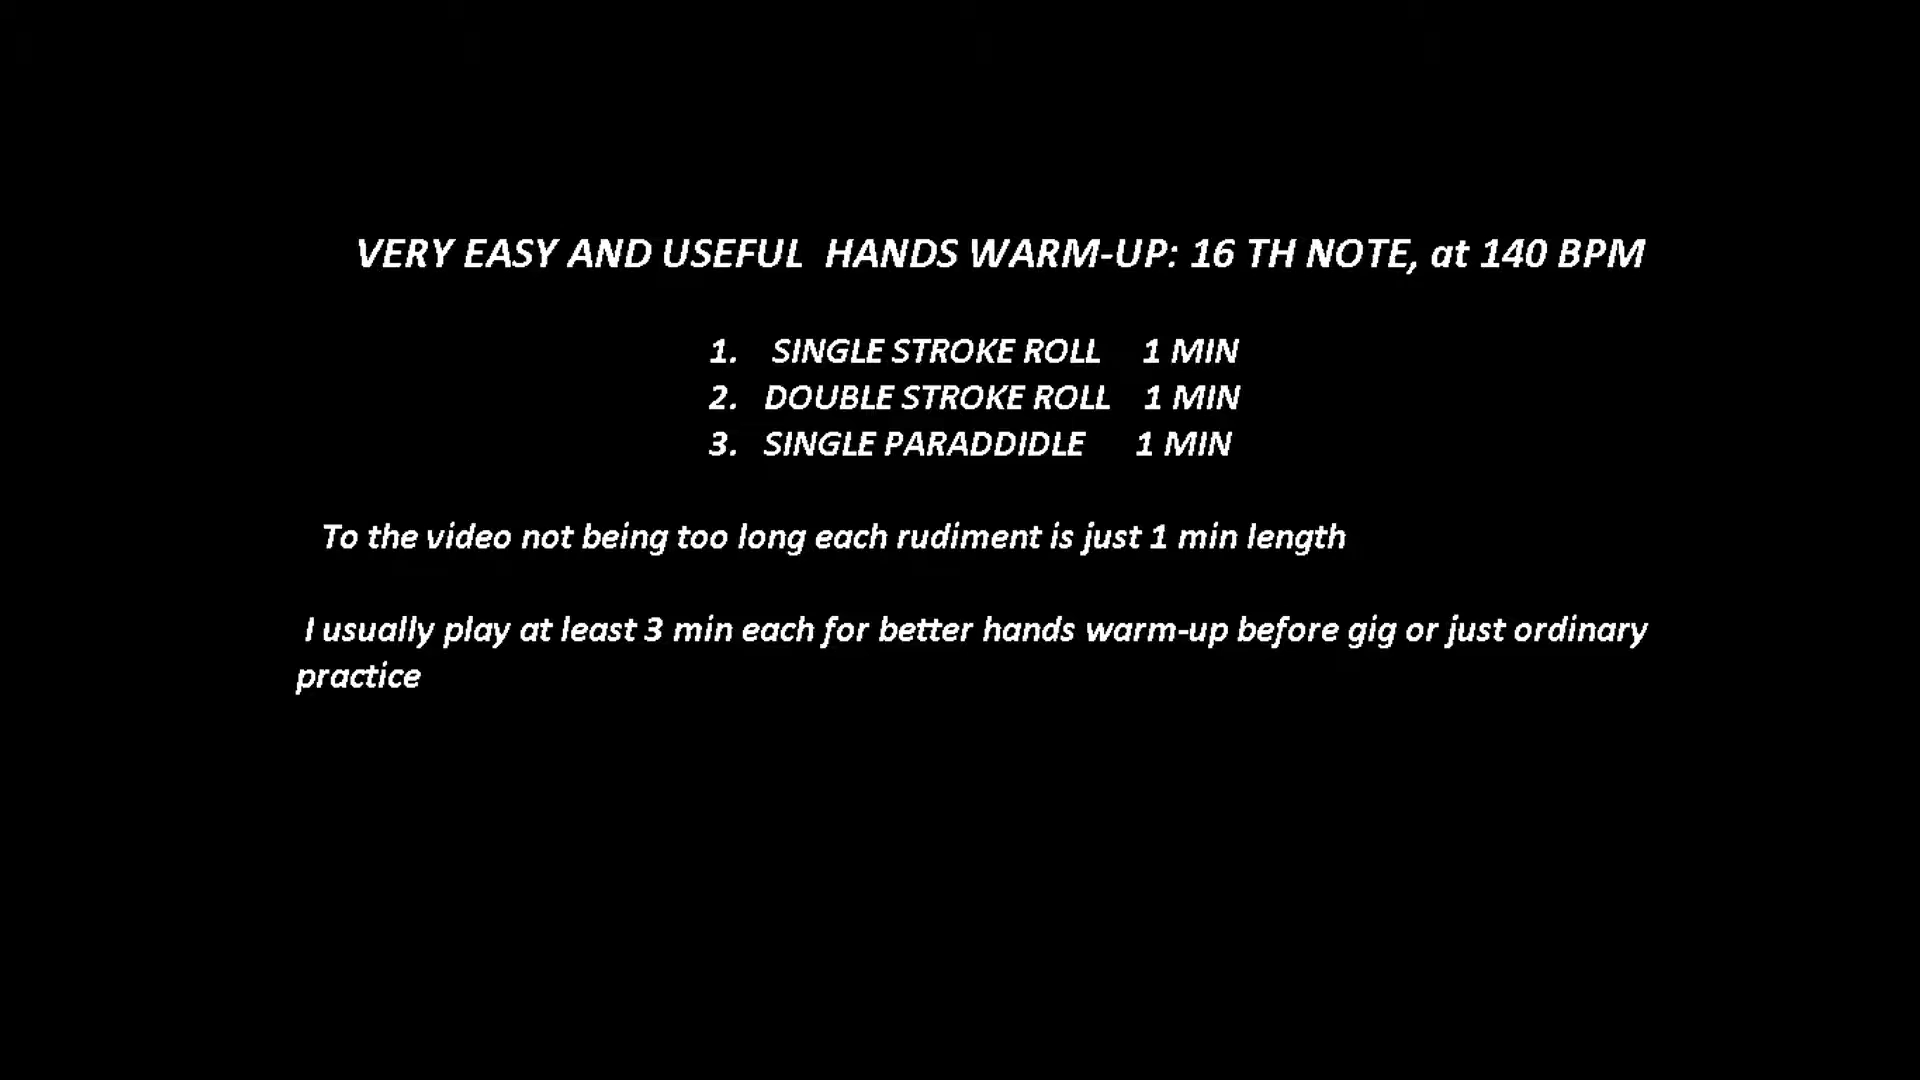 VERY EASY AND USEFUL HANDS WARM-UP: 16 TH NOTE, at 140 BPM
1. SINGLE STROKE ROLL 1 MIN
2. DOUBLE STROKE ROLL 1 MIN
3. SINGLE PARADDIDLE 1 MIN
To the video not being too long each rudiment is just 1 min length
I usually play at least 3 min each for better hands warm-up before gig or just ordinary
practice